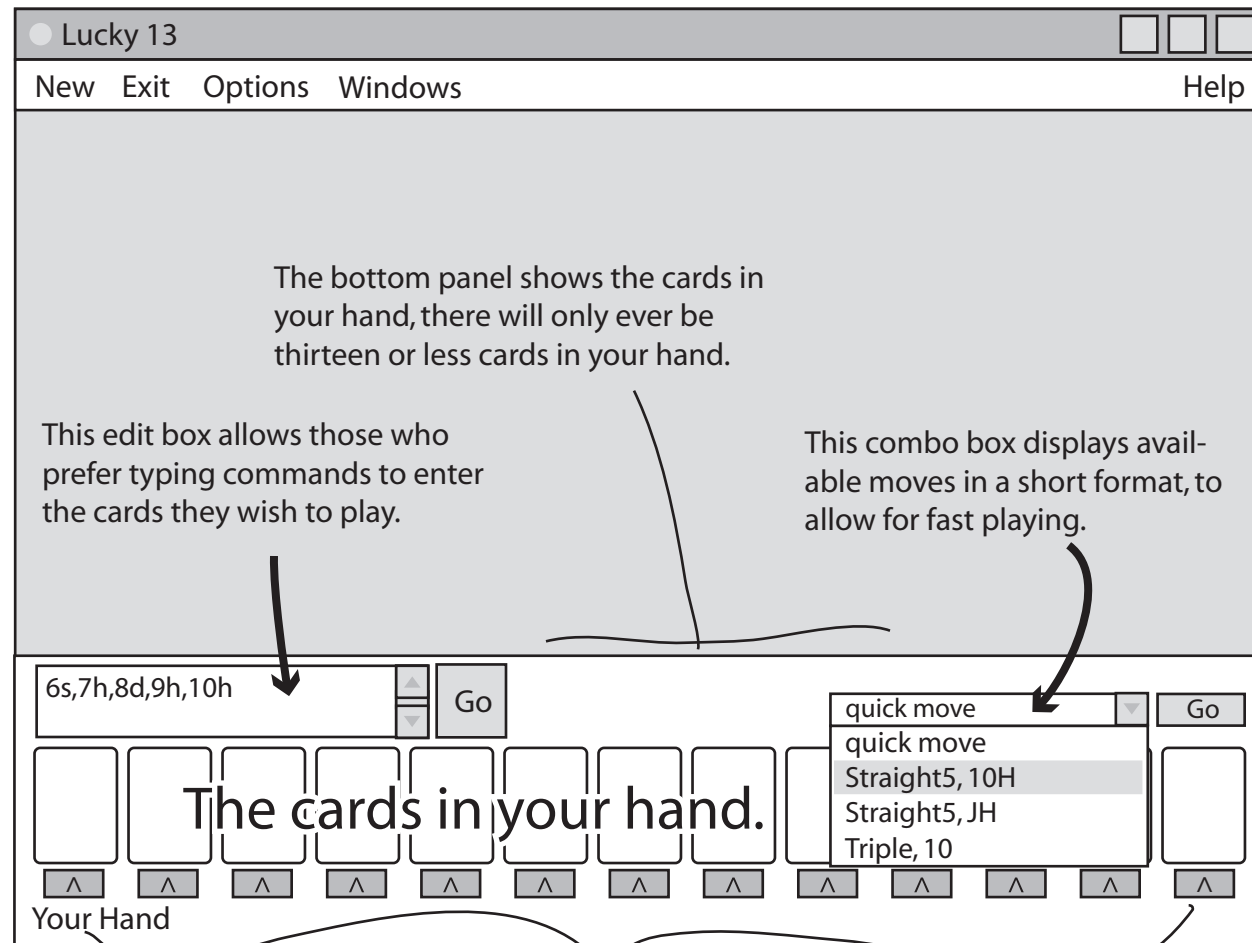 Lucky 13
New Exit Options Windows Help
The bottom panel shows the cards in
your hand, there will only ever be
thirteen or less cards in your hand.
This edit box allows those who
prefer typing commands to enter
the cards they wish to play.
This combo box displays avail-
able moves in a short format, to
allow for fast playing.
6s,7h,8d,9h,10h
Go
quick move
Go
quick move
Straight5, 10H
Straight5, JH
Triple, 10
The cards in your hand.
^ ^ ^ ^ ^ ^ ^ ^ ^ ^ ^ ^ ^
Your Hand